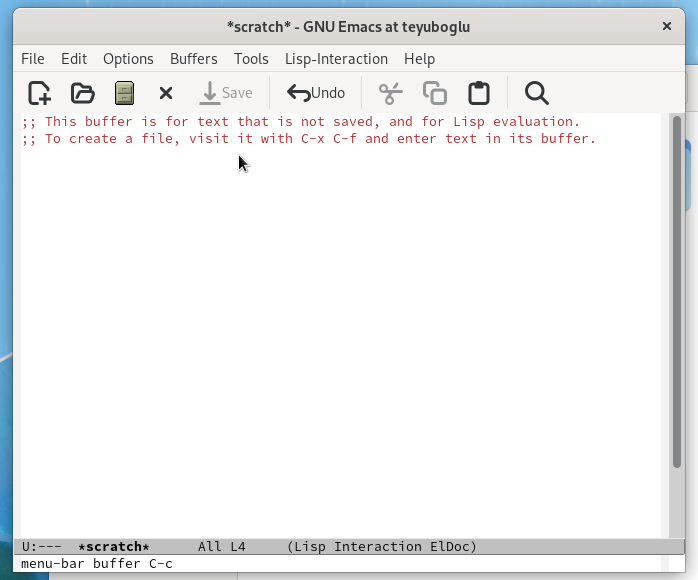 *scratch* - GNU Emacs at teyuboglu
File Edit Options Buffers Tools Lisp-Interaction Help
Save Undo
;; This buffer is for text that is not saved, and for Lisp evaluation.
;; To create a file, visit it with C-x C-f and enter text in its buffer.
U:--- *scratch* All L4 (Lisp Interaction ElDoc)
menu-bar buffer C-c